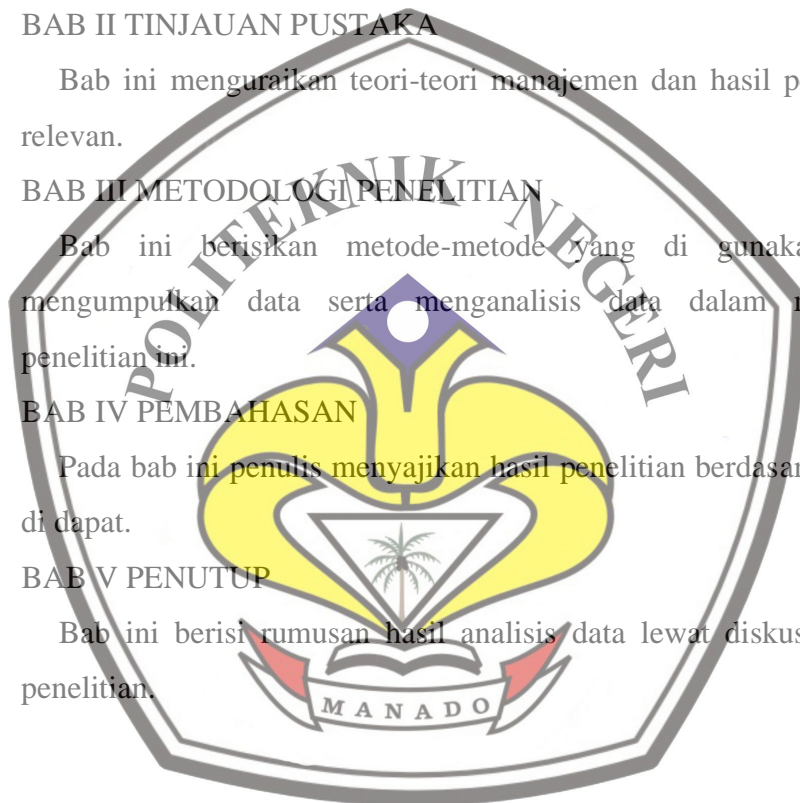 BAB II TINJAUAN PUSTAKA
Bab ini menguraikan teori-teori manajemen dan hasil
relevan.
BAB III METODOLOGI PENELITIAN
Bab ini berisikan metode-metode yang di
mengumpulkan data serta menganalisis data dalam
penelitian ini.
BAB IV PEMBAHASAN
Pada bab ini penulis menyajikan hasil penelitian
di dapat.
BAB V PENUTUP
Bab ini berisi rumusan hasil analisis data lewat
penelitian.
POLITEKNIK NEGERI
MANADO